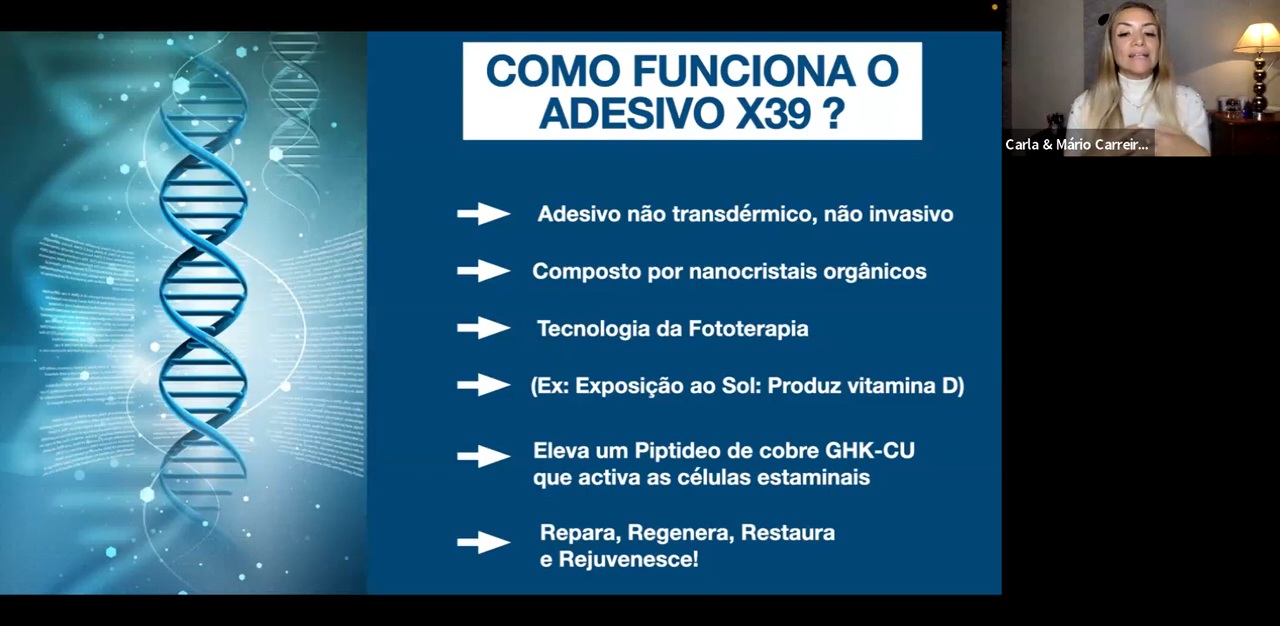 COMO FUNCIONA O
ADESIVO X39 ?
Adesivo não transdérmico, não invasivo
Composto por nanocristais orgânicos
Tecnologia da Fototerapia
(Ex: Exposição ao Sol: Produz vitamina D)
Eleva um Piptideo de cobre GHK-CU
que activa as células estaminais
Repara, Regenera, Restaura
e Rejuvenesce!
Carla & Mário Carreir...